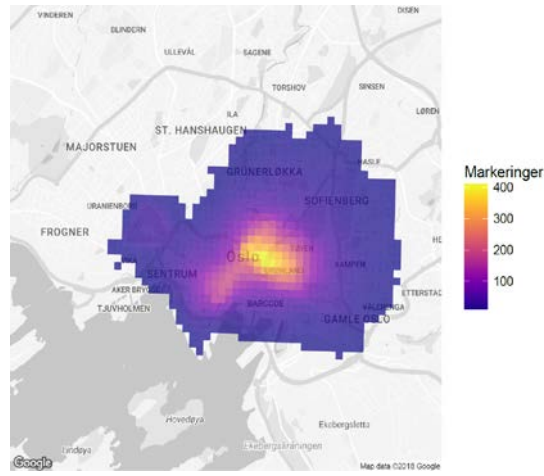 VINDEREN
DISEN
BLINDERN
ULLEVÅL
SAGENE
TORSHOV
SINSEN
ILA
LØREN
ST. HANSHAUGEN
MAJORSTUEN
HASLE
GRÜNERLØKKA
URANIENBORG
SOFIENBERG
FROGNER
TØYEN
Oslo
KAMPEN
GRØNLAND
SENTRUM
AKER BRYGGE
ETTERSTAD
TJUVHOLMEN
BARCODE
VÅLERENGA
GAMLE OSLO
Ekebergsletta
Hovedøya
Ekebergskråningen
Lindøya
Google
Map data ©2018 Google
Markeringer
400
300
200
100